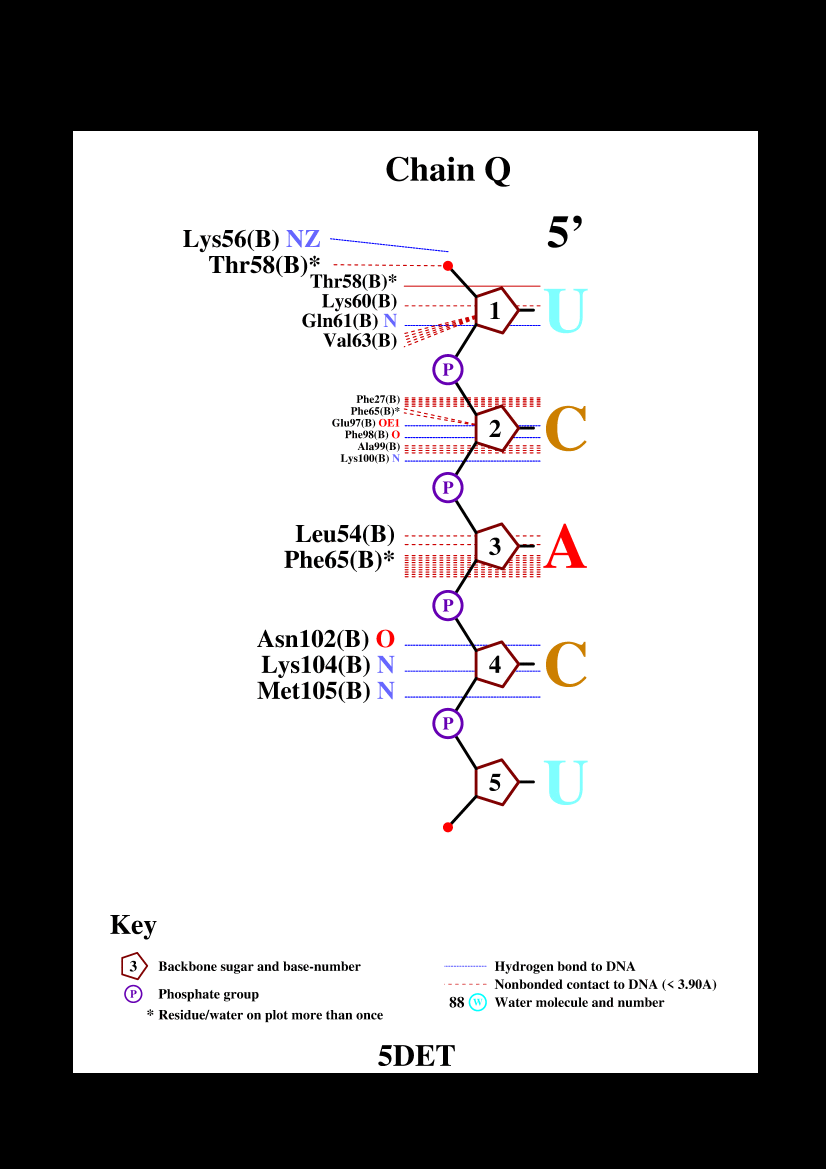 Chain Q
5’
Lys56(B) NZ
Thr58(B)*
Thr58(B)*
Lys60(B)
Gln61(B) N
Val63(B)
1 U
P
Phe27(B)
Phe65(B)*
Glu97(B) OE1
Phe98(B) O
Ala99(B)
Lys100(B) N
2 C
P
Leu54(B)
Phe65(B)*
3 A
P
Asn102(B) O
Lys104(B) N
Met105(B) N
4 C
P
5 U
Key
3 Backbone sugar and base-number
P Phosphate group
* Residue/water on plot more than once
Hydrogen bond to DNA
Nonbonded contact to DNA (< 3.90A)
88 W Water molecule and number
5DET